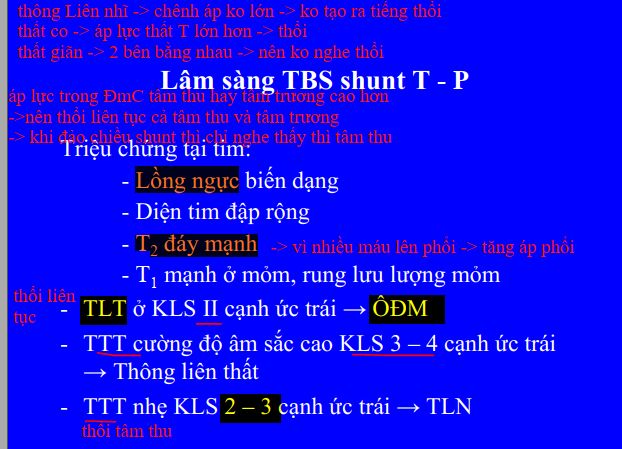 thông Liên nhĩ -> chênh áp ko lớn -> ko tạo ra tiếng thổi
thất co -> áp lực thất T lớn hơn -> thổi
thất giãn -> 2 bên bằng nhau -> nên ko nghe thổi
Lâm sàng TBS shunt T - P
áp lực trong ĐmC tâm thu hay tâm trương cao hơn
->nên thổi liên tục cả tâm thu và tâm trương
-> khi đảo chiều shunt thì chỉ nghe thấy thì tâm thu
Triệu chứng tại tim:
- Lồng ngực biến dạng
- Diện tim đập rộng
- T2 đáy mạnh -> vì nhiều máu lên phổi -> tăng áp phổi
- T1 mạnh ở mỏm, rung lưu lượng mỏm
thổi liên
tục
- TLT ở KLS II cạnh ức trái → ÔĐM
- TTT cường độ âm sắc cao KLS 3 – 4 cạnh ức trái
→ Thông liên thất
- TTT nhẹ KLS 2 – 3 cạnh ức trái → TLN
thổi tâm thu